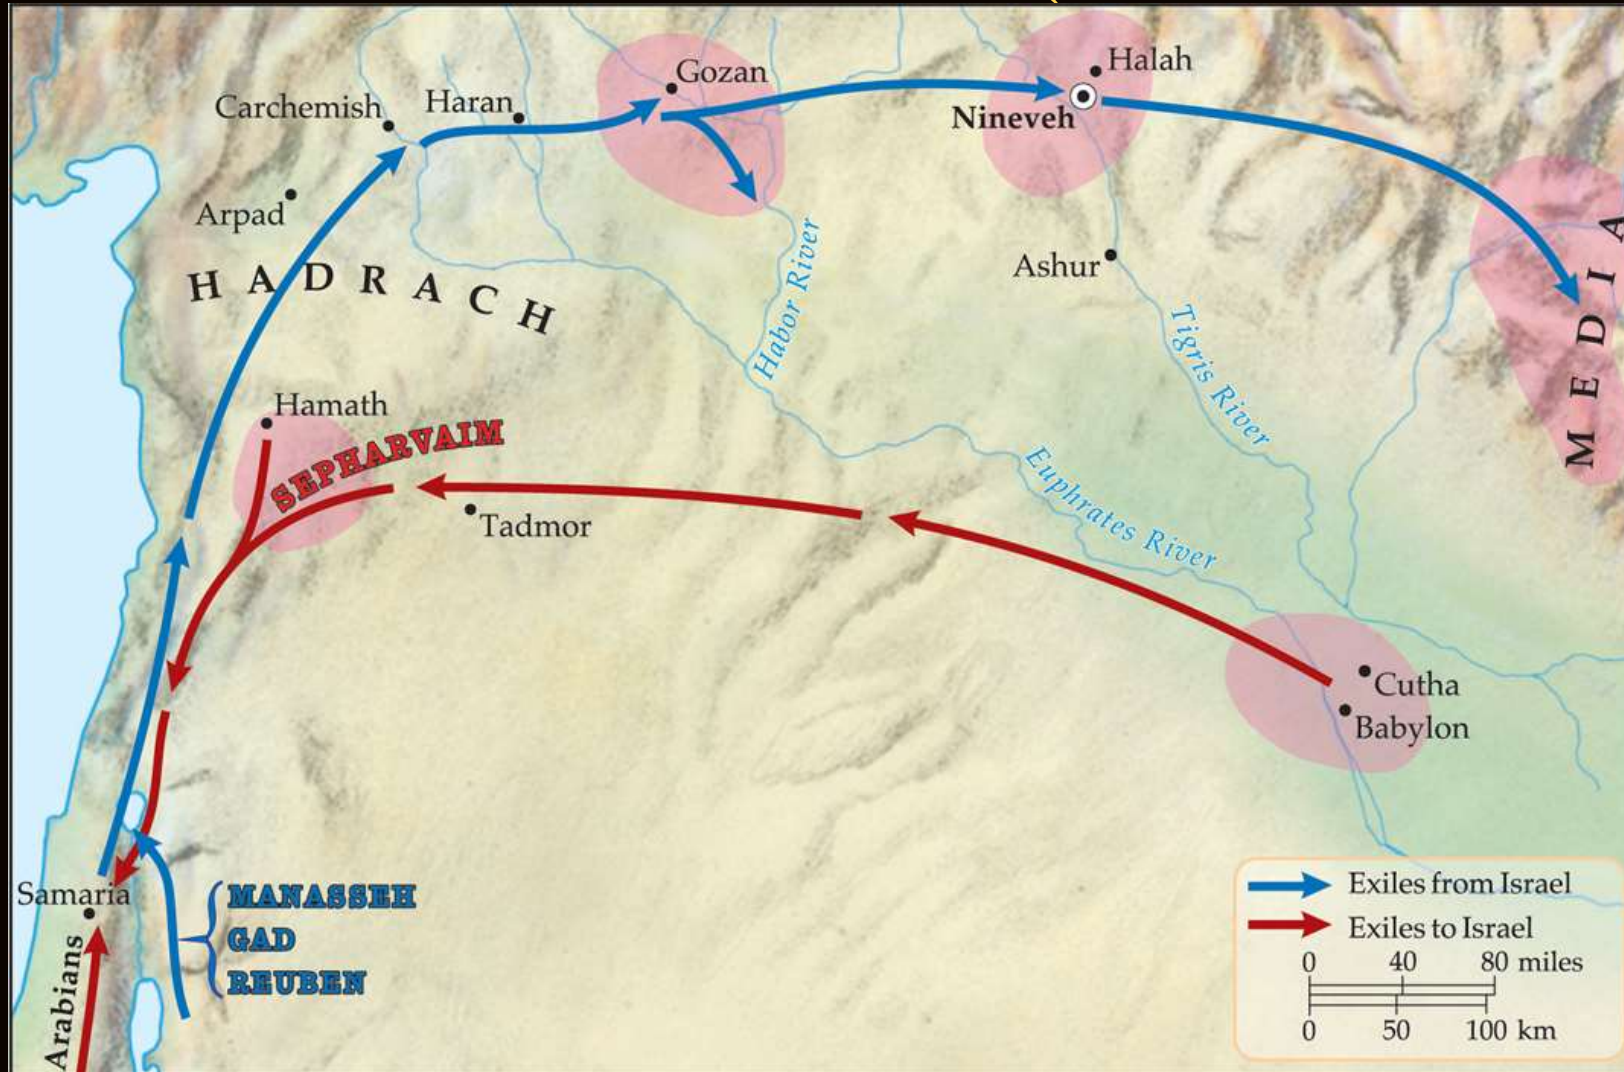 Halah
Gozan
Carchemish
Haran
Nineveh
Arpad
HADRACH
Ashur
Habor River
Tigris River
MEDIA
Hamath
SEPHARVAIM
Tadmor
Euphrates River
Cutha
Babylon
Samaria
MANASSEH
GAD
REUBEN
Arabians
Exiles from Israel
Exiles to Israel
0 40 80 miles
0 50 100 km